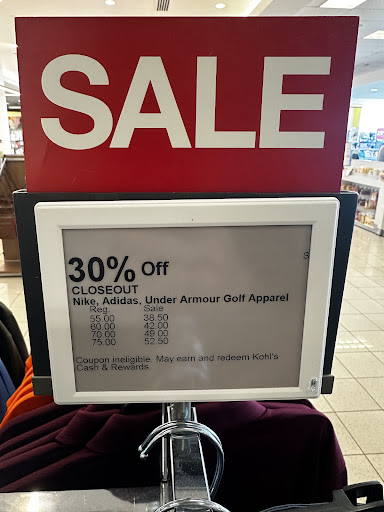 SALE
30% Off
S
CLOSEOUT
Nike, Adidas, Under Armour Golf Apparel
Reg. Sale
55.00 38.50
60.00 42.00
70.00 49.00
75.00 52.50
Coupon ineligible. May earn and redeem Kohl's
Cash & Rewards